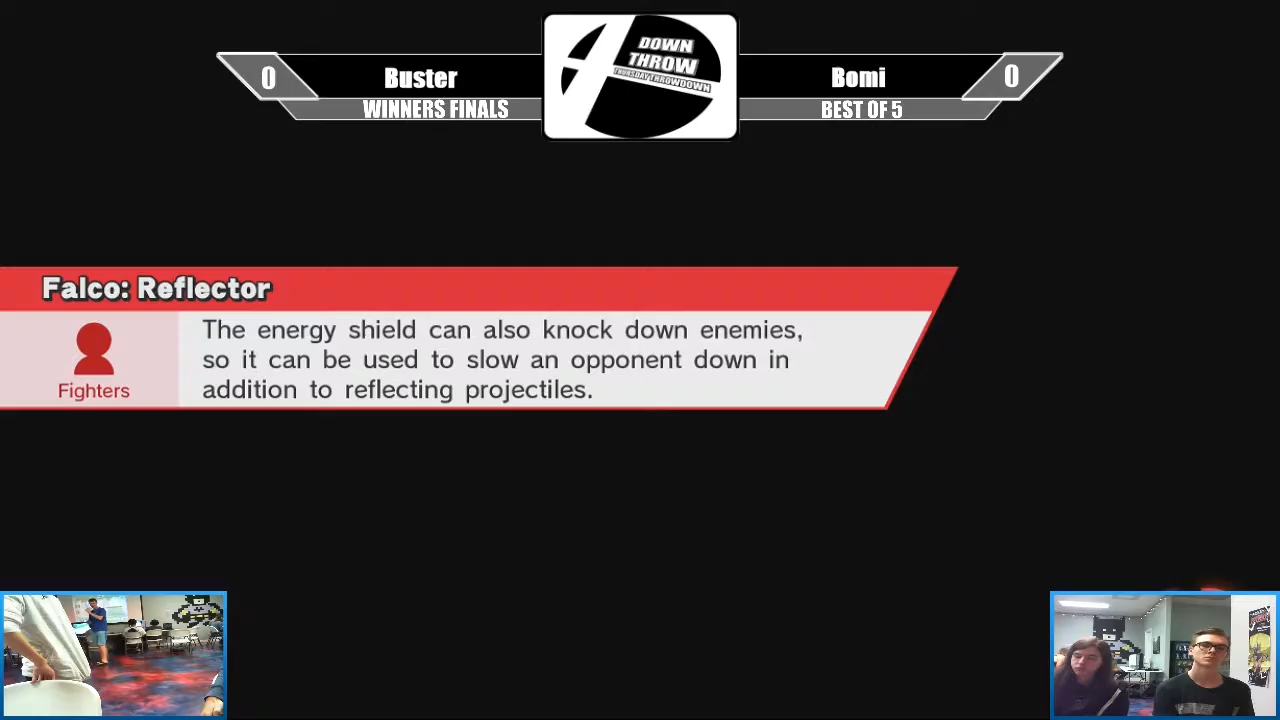 0
Buster
WINNERS FINALS
DOWN
THROW
THURSDAY THROWDOWN
Bomi
0
BEST OF 5
Falco: Reflector
The energy shield can also knock down enemies,
so it can be used to slow an opponent down in
addition to reflecting projectiles.
Fighters